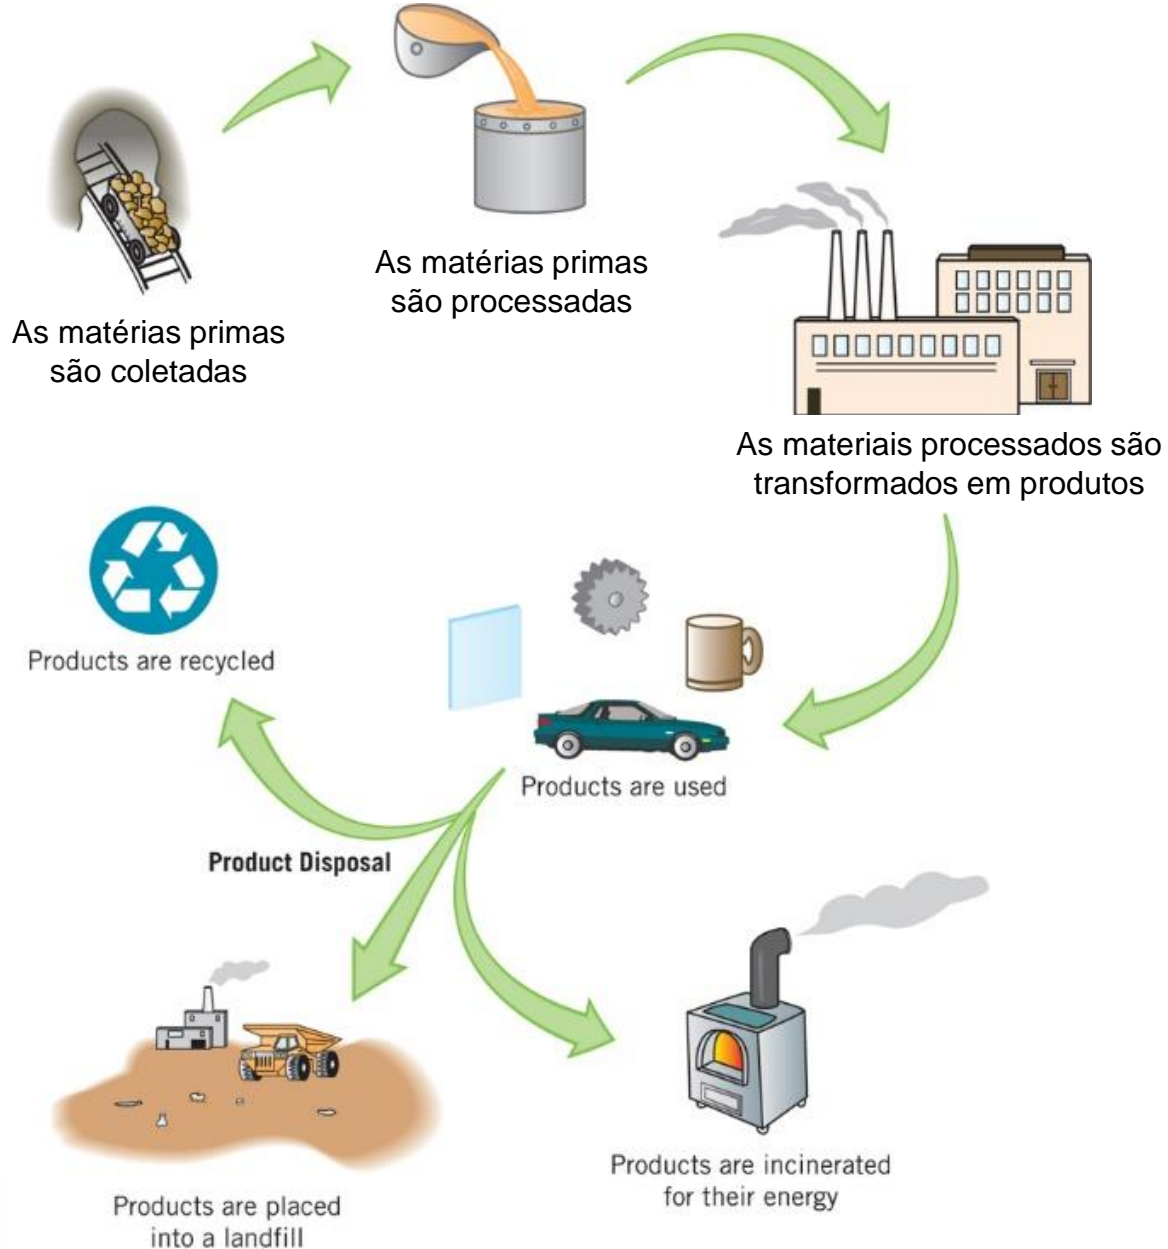 As matérias primas
são coletadas
As matérias primas
são processadas
As materiais processados são
transformados em produtos
Products are recycled
Products are used
Product Disposal
Products are placed
into a landfill
Products are incinerated
for their energy